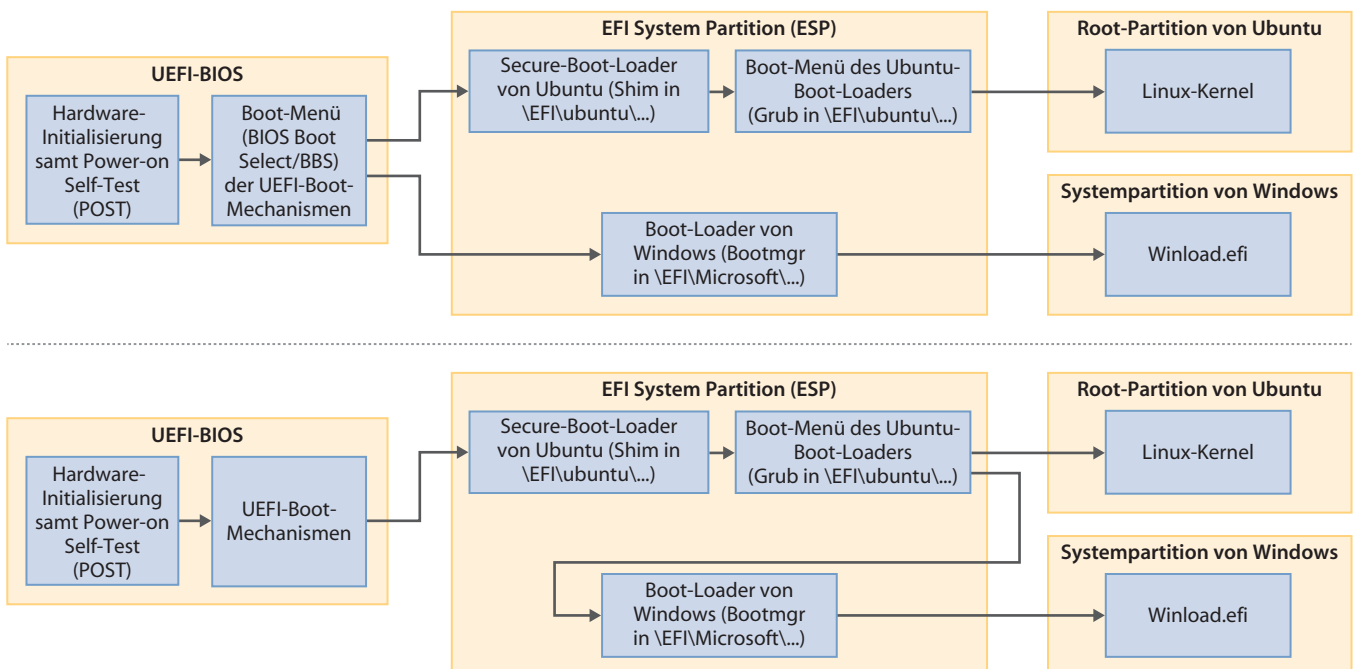 EFI System Partition (ESP)
Root-Partition von Ubuntu
UEFI-BIOS
Hardware-
Initialisierung
samt Power-on
Self-Test
(POST)
Boot-Menü
(BIOS Boot
Select/BBS)
der UEFI-Boot-
Mechanismen
Secure-Boot-Loader
von Ubuntu (Shim in
\EFI\ubuntu\...)
Boot-Menü des Ubuntu-
Boot-Loaders
(Grub in \EFI\ubuntu\...)
Linux-Kernel
Systempartition von Windows
Boot-Loader von
Windows (Bootmgr
in \EFI\Microsoft\...)
Winload.efi
EFI System Partition (ESP)
Root-Partition von Ubuntu
UEFI-BIOS
Hardware-
Initialisierung
samt Power-on
Self-Test
(POST)
UEFI-Boot-
Mechanismen
Secure-Boot-Loader
von Ubuntu (Shim in
\EFI\ubuntu\...)
Boot-Menü des Ubuntu-
Boot-Loaders
(Grub in \EFI\ubuntu\...)
Linux-Kernel
Systempartition von Windows
Boot-Loader von
Windows (Bootmgr
in \EFI\Microsoft\...)
Winload.efi